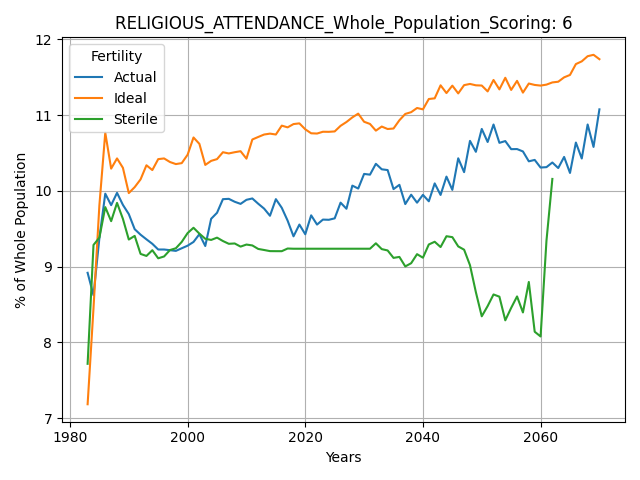 RELIGIOUS_ATTENDANCE_Whole_Population_Scoring: 6
12
11
10
9
8
7
% of Whole Population
Fertility
Actual
Ideal
Sterile
1980
2000
2020
2040
2060
Years